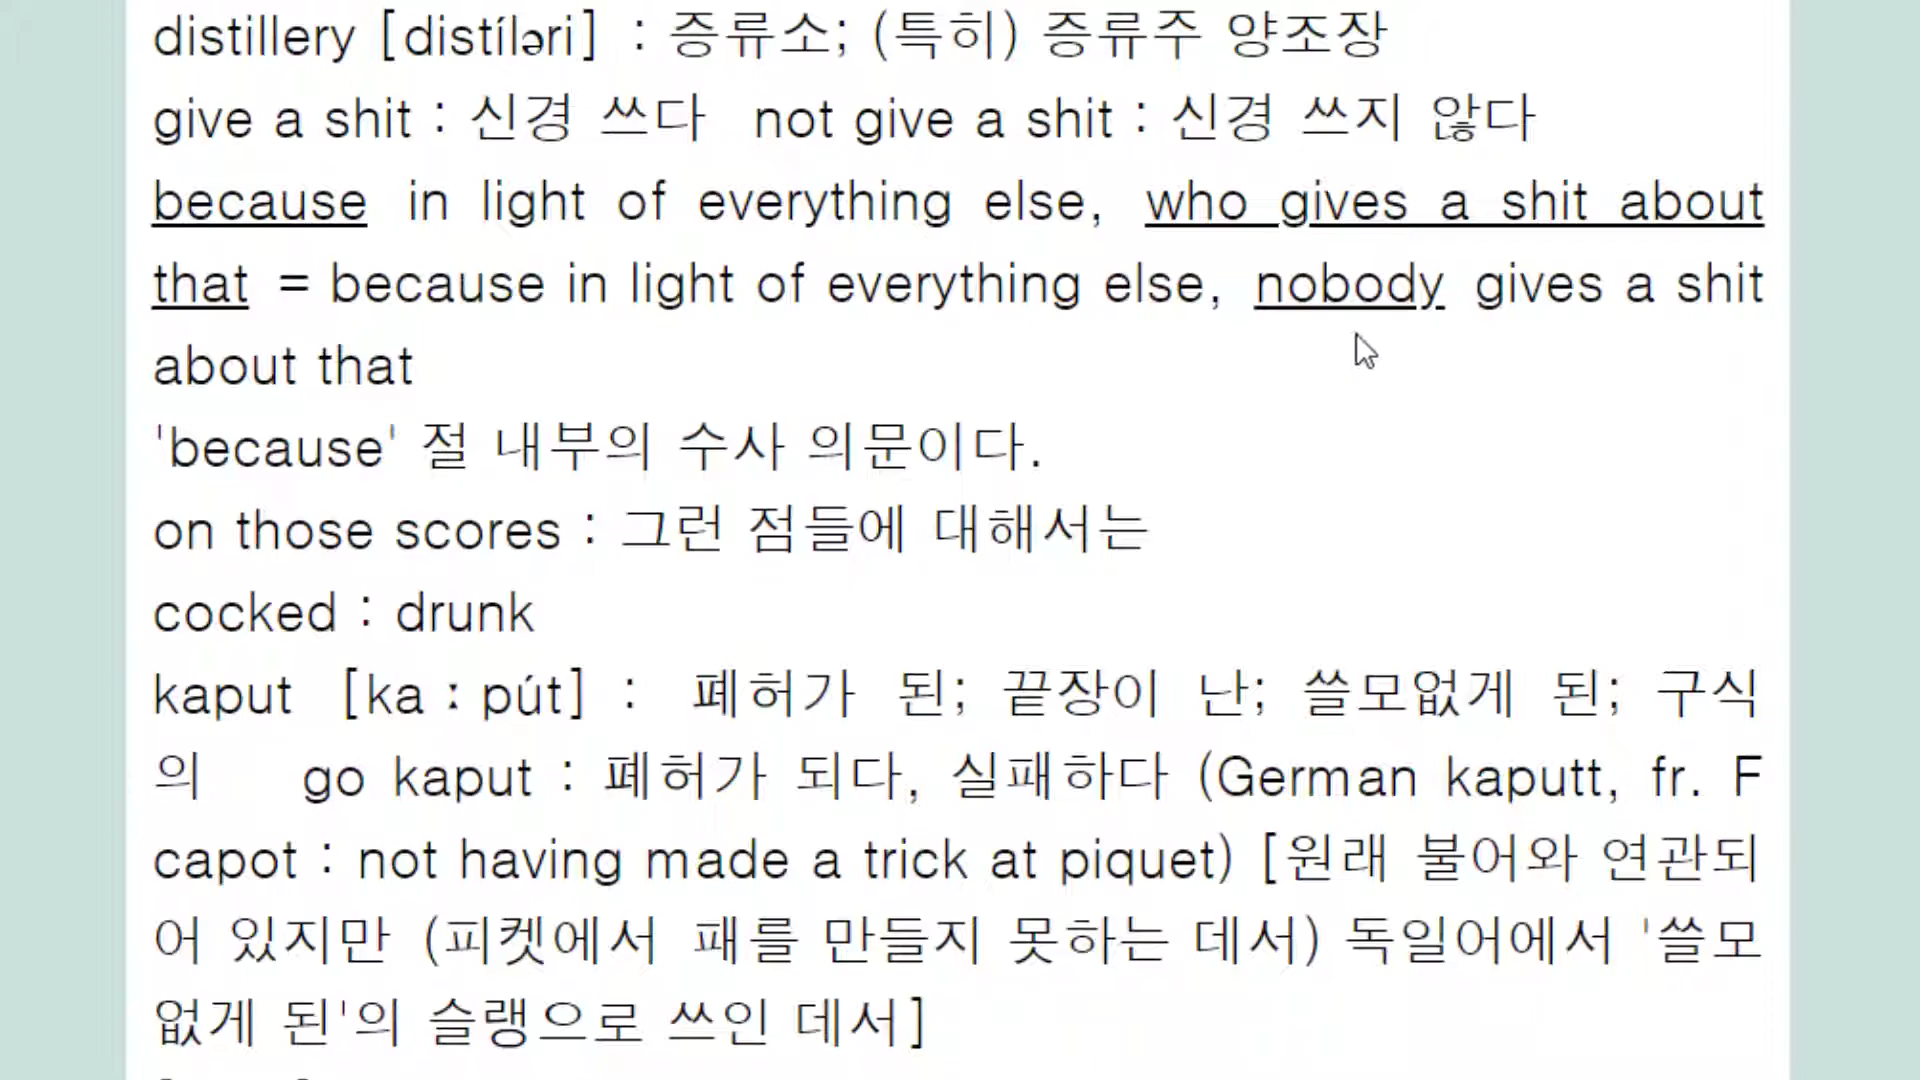 distillery [distíləri] : 증류소; (특히) 증류주 양조장
give a shit : 신경 쓰다 not give a shit : 신경 쓰지 않다
because in light of everything else, who gives a shit about
that = because in light of everything else, nobody gives a shit
about that
'because' 절 내부의 수사 의문이다.
on those scores : 그런 점들에 대해서는
cocked : drunk
kaput [kaːpút] : 폐허가 된; 끝장이 난; 쓸모없게 된; 구식
의 go kaput : 폐허가 되다, 실패하다 (German kaputt, fr. F
capot : not having made a trick at piquet) [원래 불어와 연관되
어 있지만 (피켓에서 패를 만들지 못하는 데서) 독일어에서 '쓸모
없게 된'의 슬랭으로 쓰인 데서]